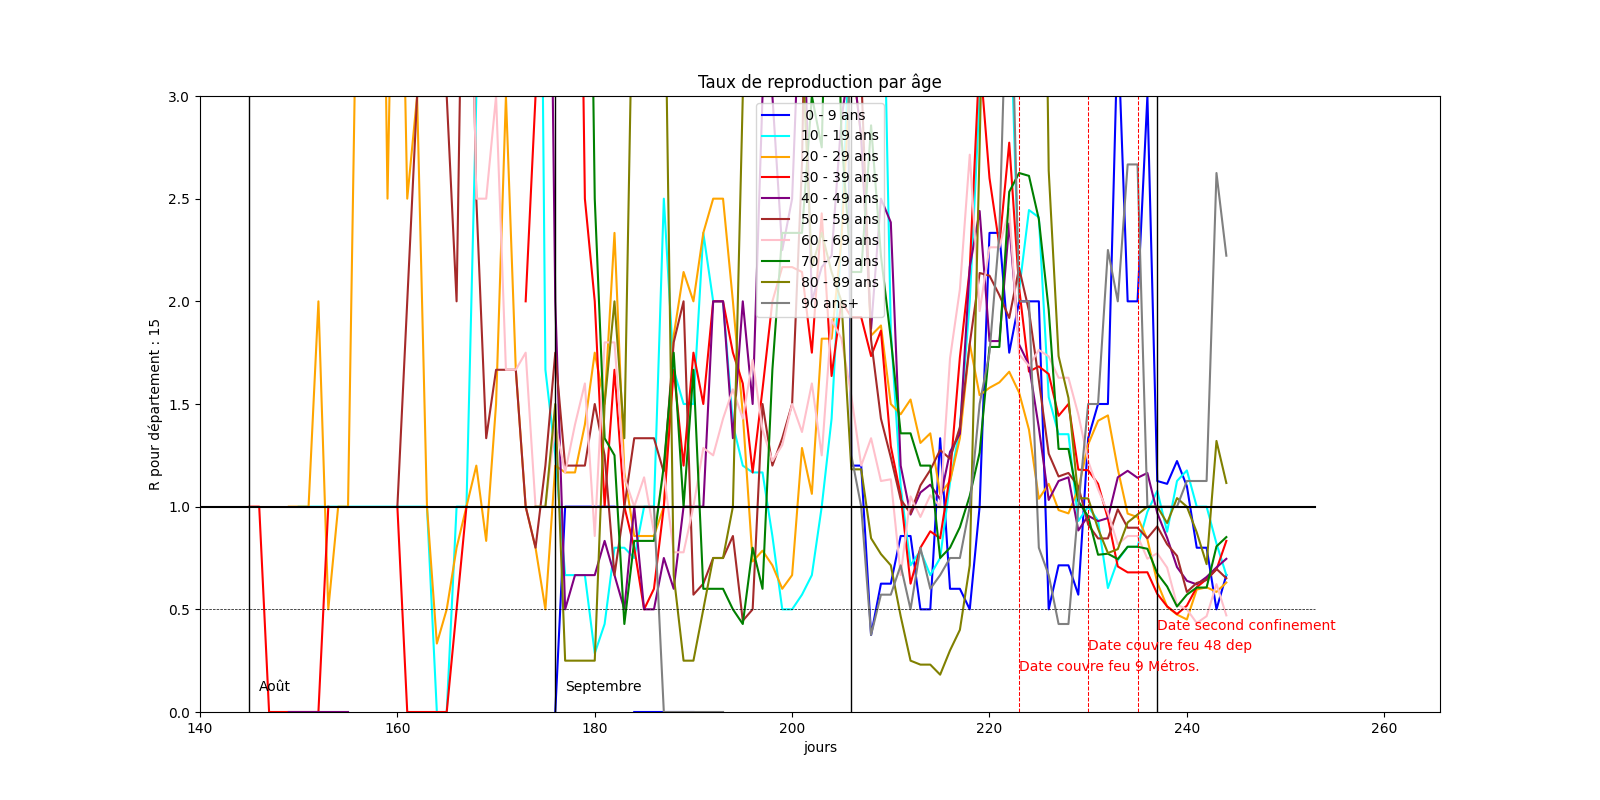 Taux de reproduction par âge
R pour département : 15
3.0
2.5
2.0
1.5
1.0
0.5
0.0
0 - 9 ans
10 - 19 ans
20 - 29 ans
30 - 39 ans
40 - 49 ans
50 - 59 ans
60 - 69 ans
70 - 79 ans
80 - 89 ans
90 ans+
Date second confinement
Date couvre feu 48 dep
Date couvre feu 9 Métros.
Août
Septembre
140 160 180 200 220 240 260
jours